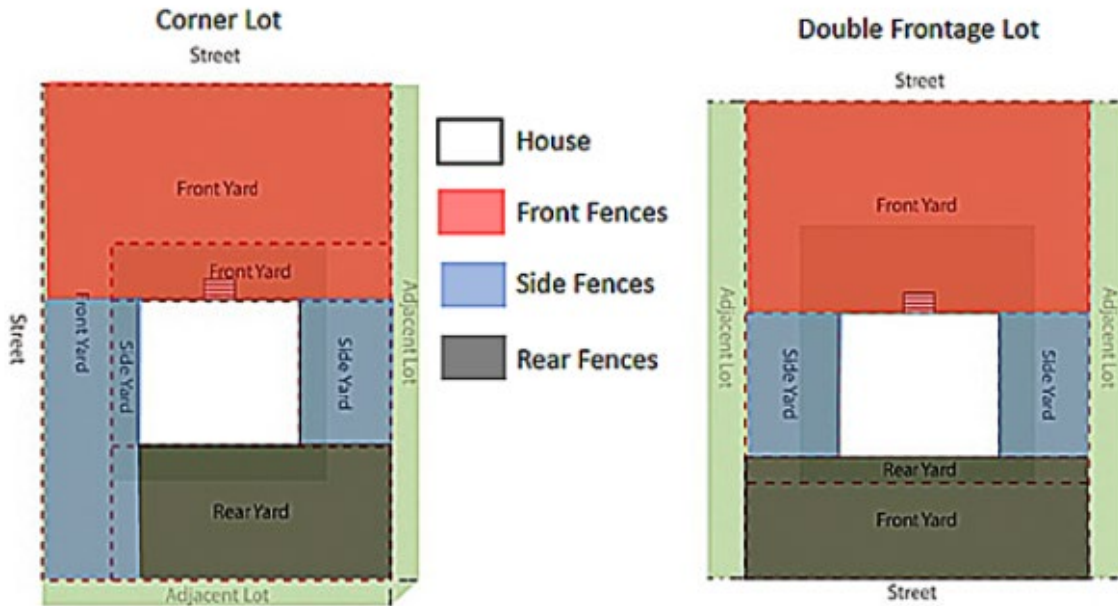 Corner Lot
Street
Front Yard
Front Yard
Front Yard
Side Yard
Side Yard
Rear Yard
Street
Adjacent Lot
Adjacent Lot
House
Front Fences
Side Fences
Rear Fences
Double Frontage Lot
Street
Front Yard
Side Yard
Side Yard
Rear Yard
Front Yard
Adjacent Lot
Adjacent Lot
Street